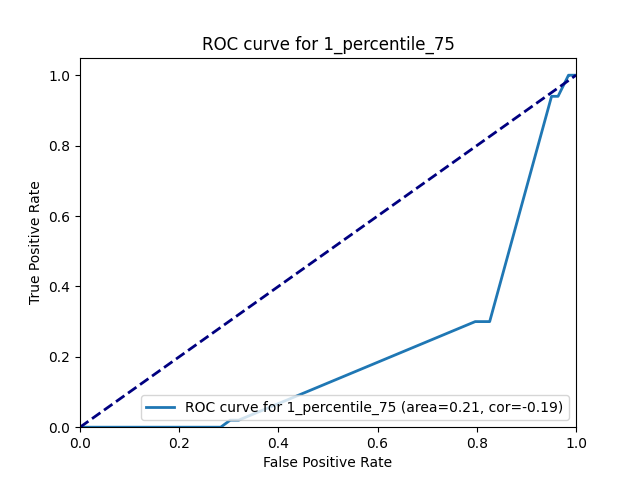 ROC curve for 1_percentile_75
1.0
0.8
0.6
0.4
0.2
0.0
True Positive Rate
ROC curve for 1_percentile_75 (area=0.21, cor=-0.19)
0.0 0.2 0.4 0.6 0.8 1.0
False Positive Rate